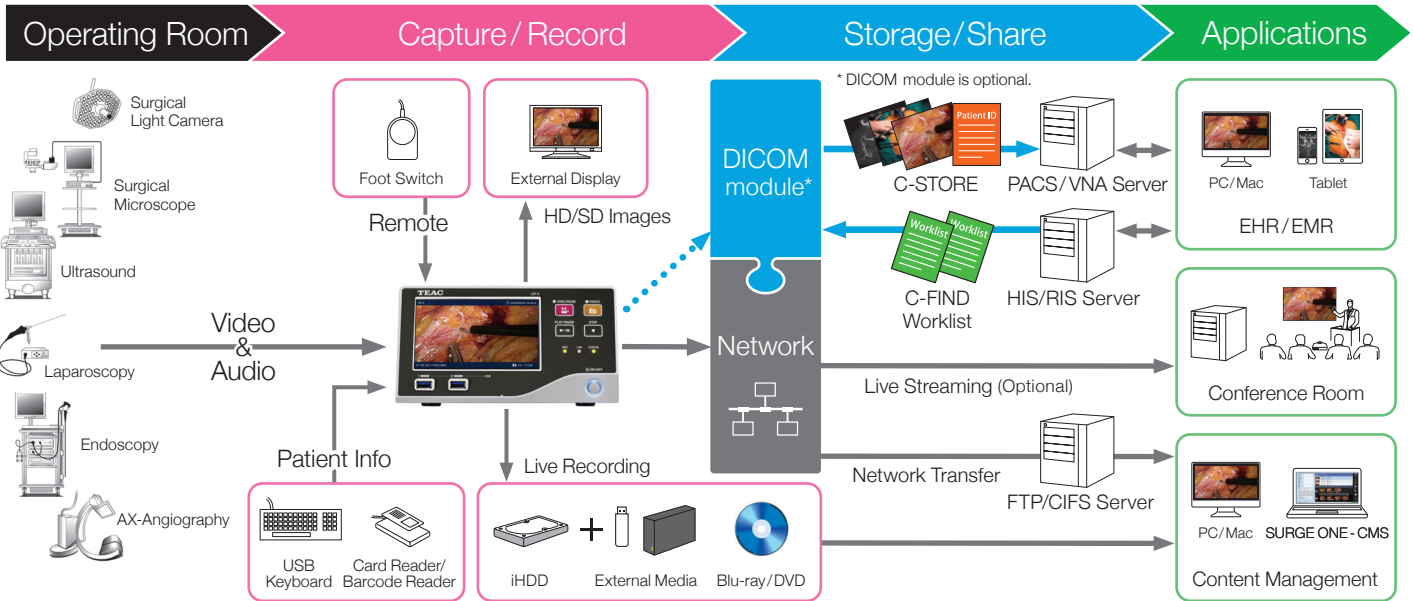 Operating Room
Capture/Record
Storage/Share
Applications
Surgical
Light Camera
Surgical
Microscope
Ultrasound
Laparoscopy
Endoscopy
AX-Angiography
Video
&
Audio
Foot Switch
Remote
External Display
HD/SD Images
TEAC
PHOTO
STOP
USB
Patient Info
USB
Keyboard
Card Reader/
Barcode Reader
Live Recording
iHDD
External Media
Blu-ray/DVD
DICOM
module*
Network
* DICOM module is optional.
Patient ID
C-STORE
PACS/VNA Server
Worklist
Worklist
C-FIND
Worklist
HIS/RIS Server
Live Streaming (Optional)
Network Transfer
FTP/CIFS Server
PC/Mac
Tablet
EHR/EMR
Conference Room
PC/Mac
SURGE ONE-CMS
Content Management